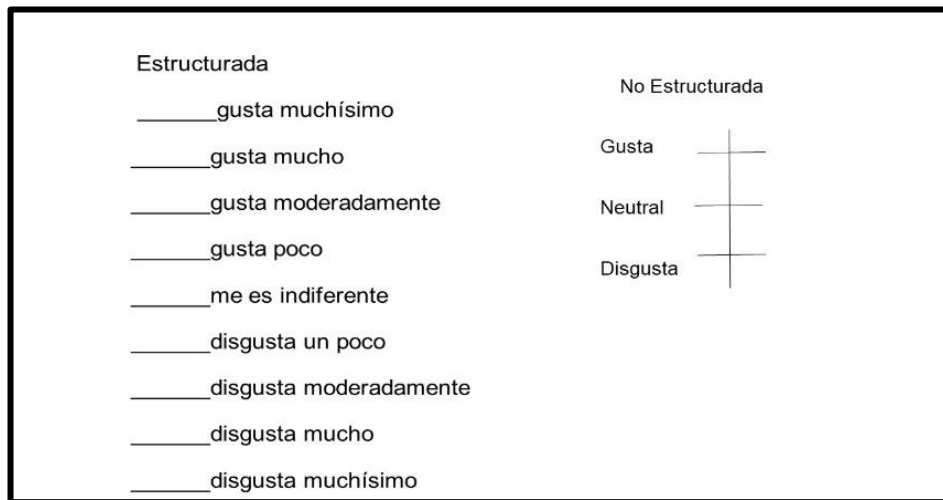 Estructurada
_______gusta muchísimo
_______gusta mucho
_______gusta moderadamente
_______gusta poco
_______me es indiferente
_______disgusta un poco
_______disgusta moderadamente
_______disgusta mucho
_______disgusta muchísimo
No Estructurada
Gusta
Neutral
Disgusta